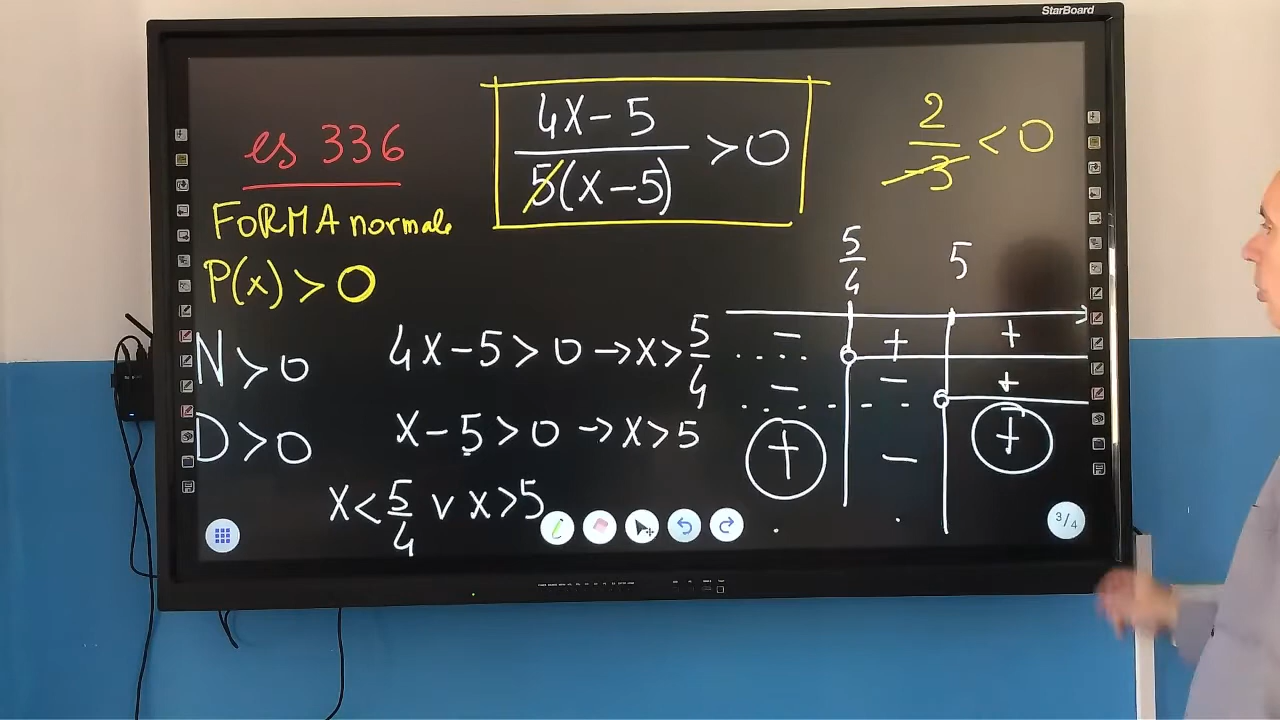 StarBoard
es 336
4x-5
/
5(x-5)
>0
2
/
-3
<0
FORMA normale
P(x)>0
5/4 5
N>0 4x-5>0→x>5/4
- + +
D>0 x-5>0→x>5
- - +
+ - +
x<5/4 v x>5
3/4